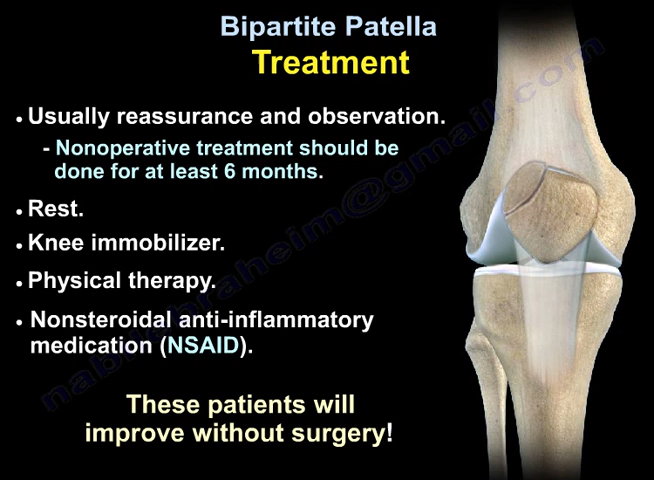 Bipartite Patella
Treatment
• Usually reassurance and observation.
- Nonoperative treatment should be
done for at least 6 months.
• Rest.
• Knee immobilizer.
• Physical therapy.
• Nonsteroidal anti-inflammatory
medication (NSAID).
These patients will
improve without surgery!